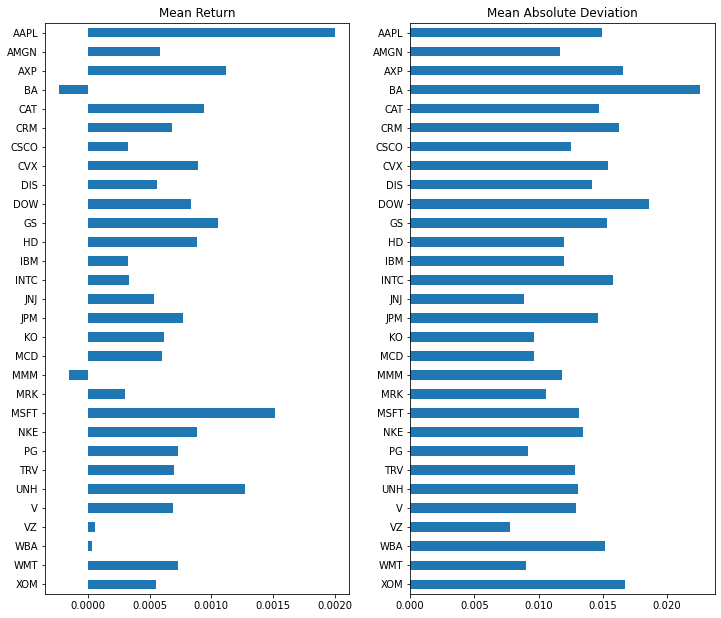 Mean Return
AAPL
AMGN
AXP
BA
CAT
CRM
CSCO
CVX
DIS
DOW
GS
HD
IBM
INTC
JNJ
JPM
KO
MCD
MMM
MRK
MSFT
NKE
PG
TRV
UNH
V
VZ
WBA
WMT
XOM
0.0000 0.0005 0.0010 0.0015 0.0020
Mean Absolute Deviation
AAPL
AMGN
AXP
BA
CAT
CRM
CSCO
CVX
DIS
DOW
GS
HD
IBM
INTC
JNJ
JPM
KO
MCD
MMM
MRK
MSFT
NKE
PG
TRV
UNH
V
VZ
WBA
WMT
XOM
0.000 0.005 0.010 0.015 0.020